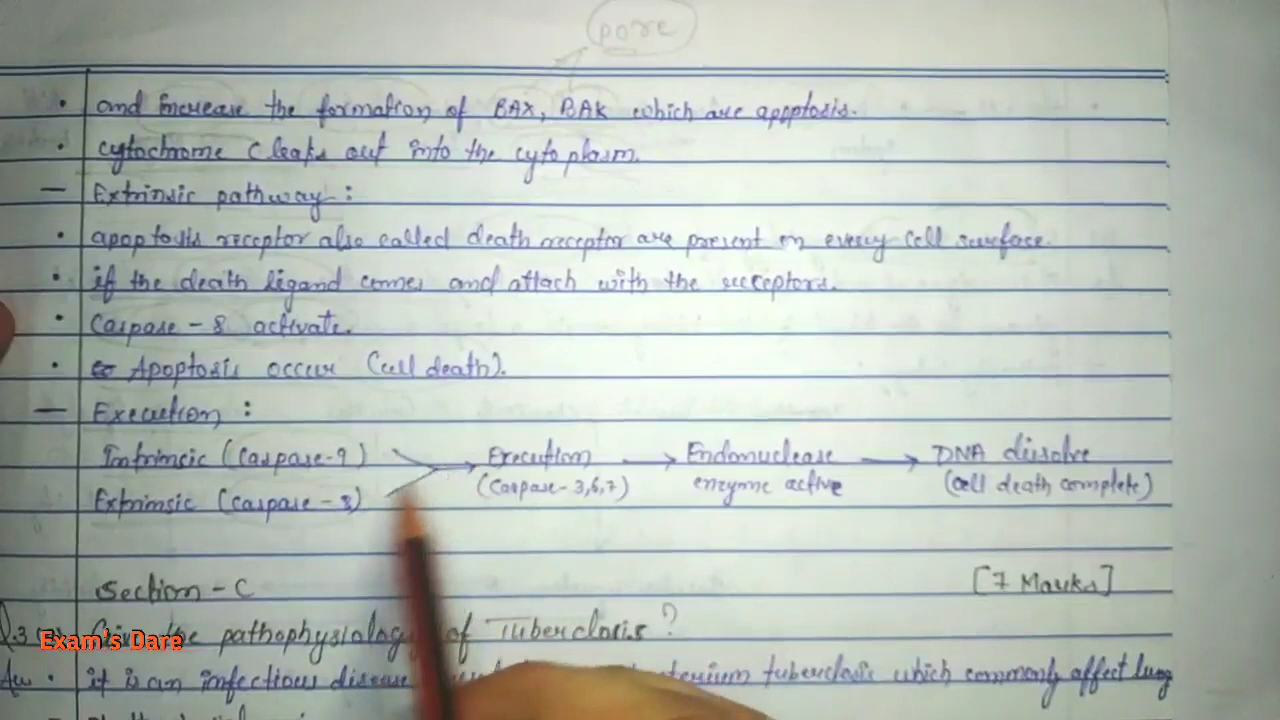 pore
• and increase the formation of BAX, BAK which are apoptosis.
• cytochrome C leaks out into the cytoplasm.
— Extrinsic pathway :
• apoptosis receptor also called death receptor are present on every cell surface.
• if the death ligand comes and attach with the receptors.
• Caspase - 8 activate.
• Apoptosis occur (cell death).
— Execution :
Intrinsic (Caspase-9) → Execution → Endonuclease → DNA dissolve
Extrinsic (Caspase - 8) (Caspase - 3,6,7) enzyme active (Cell death complete)
Section - C [7 Marks]
Q.3 Give the pathophysiology of Tuberclosis ?
Exam's Dare
Ans • it is an infectious disease tuberclosis which commonly affect lung